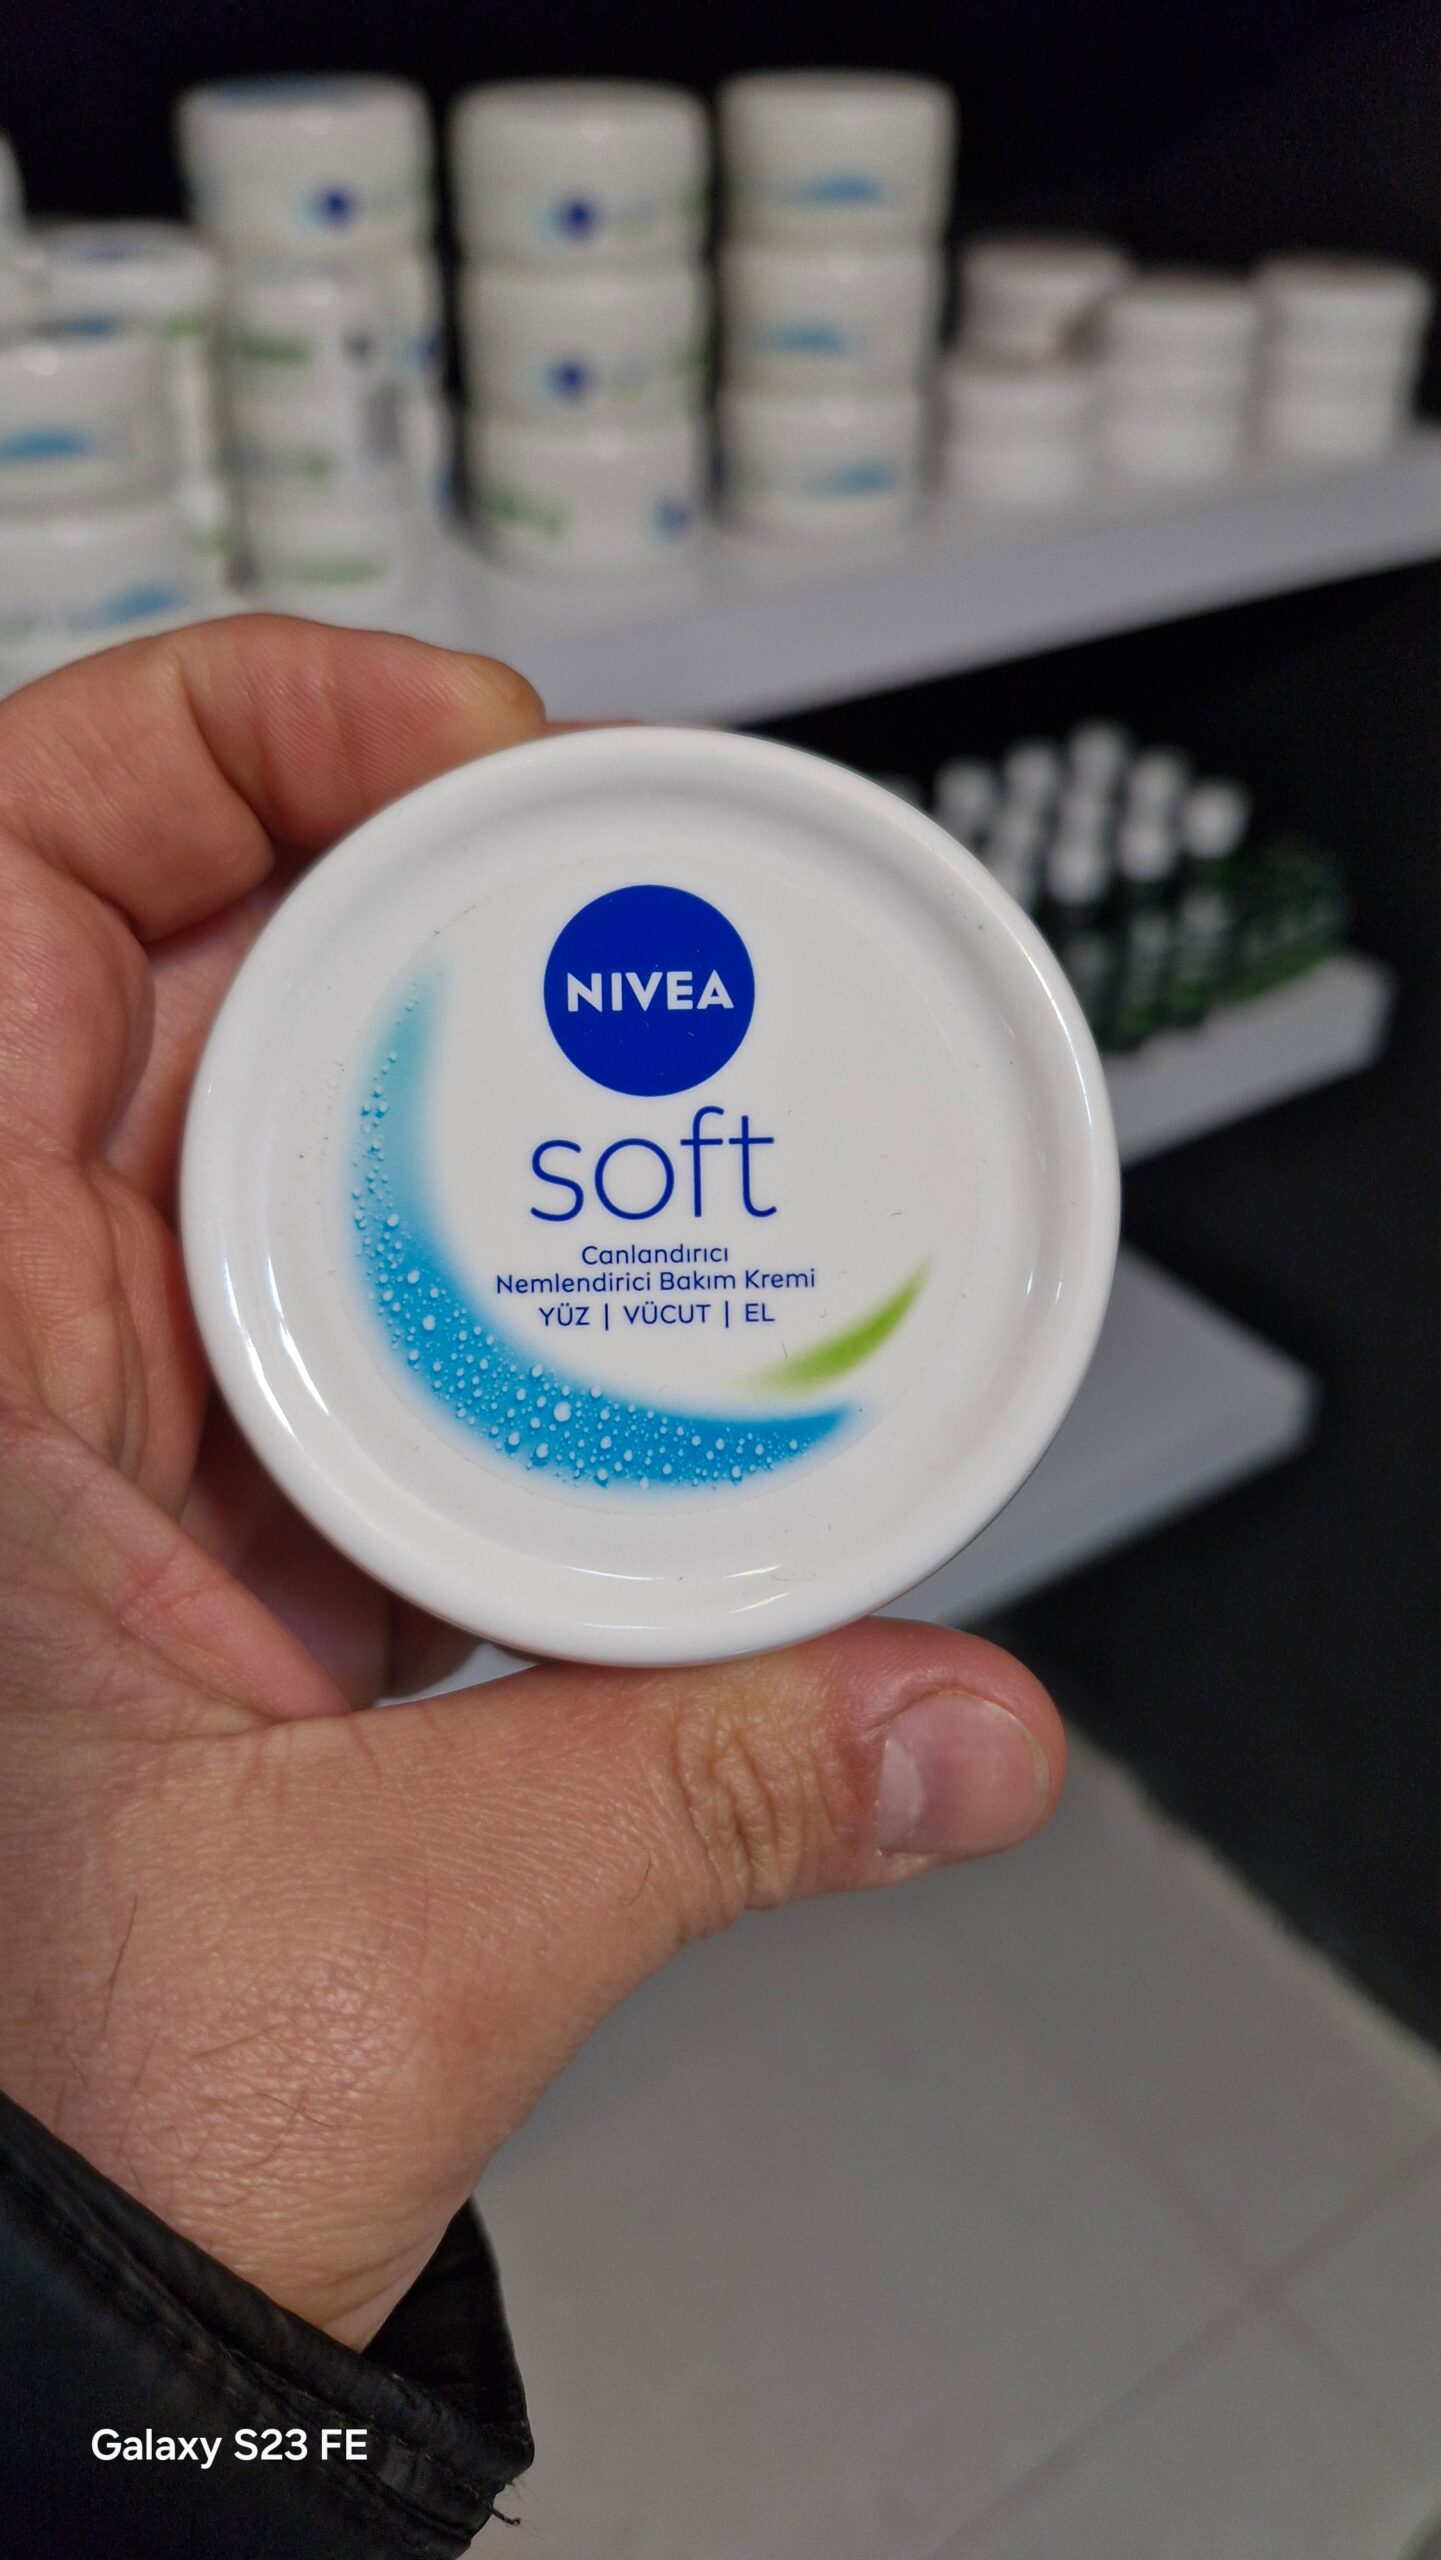 NIVEA
soft
Canlandırıcı
Nemlendirici Bakım Kremi
YÜZ | VÜCUT | EL
Galaxy S23 FE